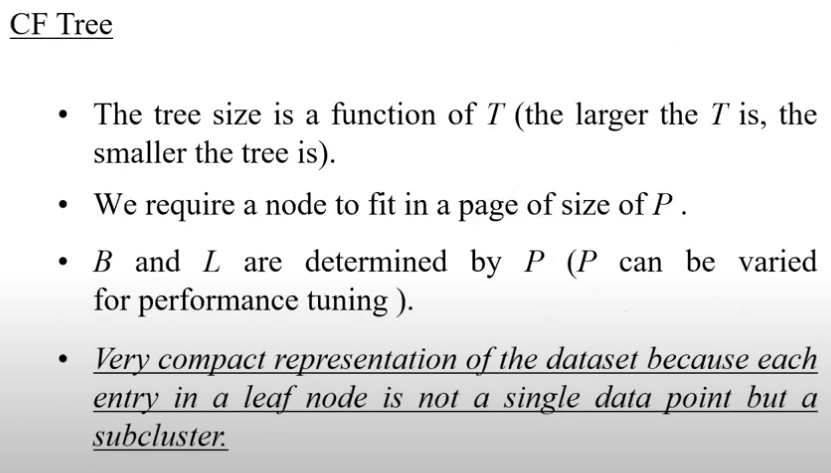 CF Tree
• The tree size is a function of T (the larger the T is, the
smaller the tree is).
• We require a node to fit in a page of size of P .
• B and L are determined by P (P can be varied
for performance tuning ).
• Very compact representation of the dataset because each
entry in a leaf node is not a single data point but a
subcluster.